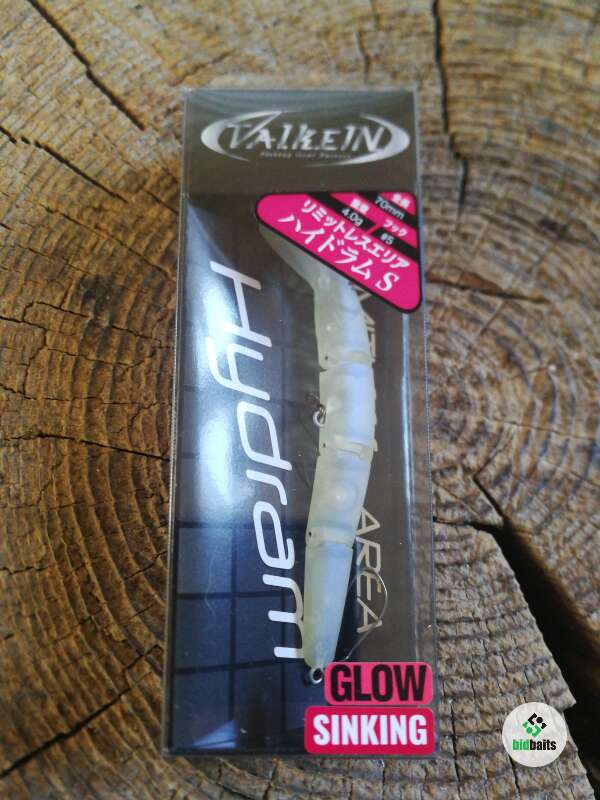 VALKEIN
全長
70mm
重量 フック
4.0g #5
リミットレスエリア
ハイドラム S
Hydram
AREA
GLOW
SINKING
bidbaits